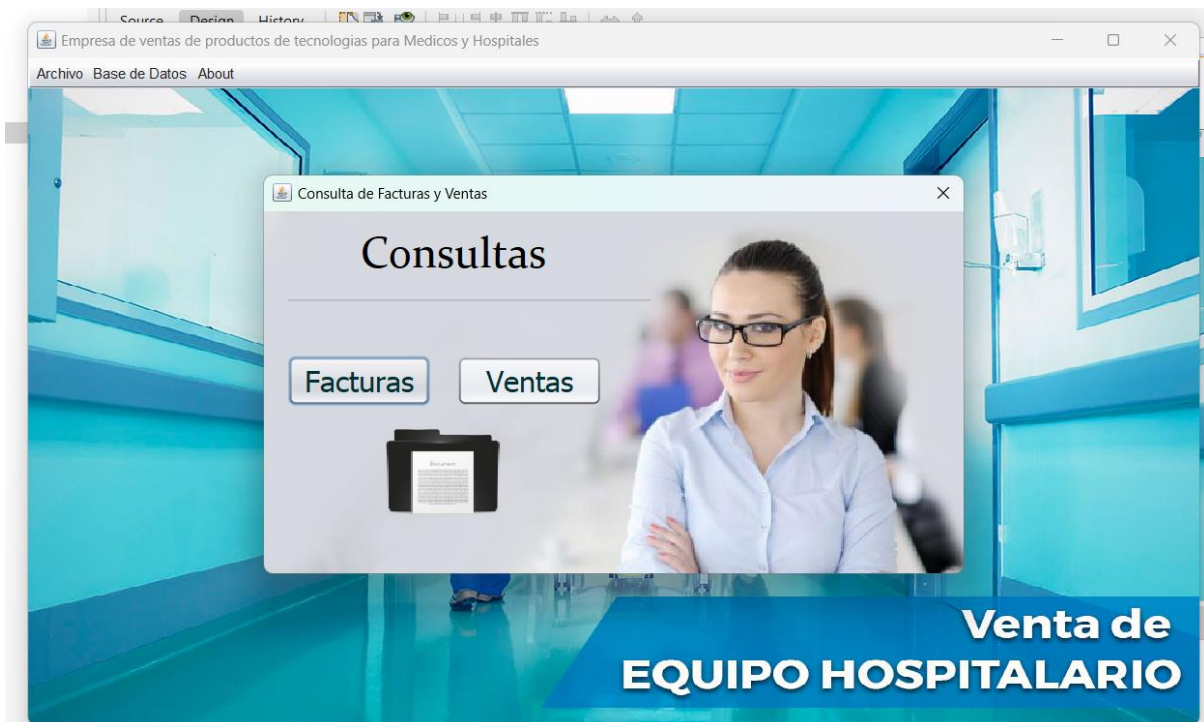 Source Design History
Empresa de ventas de productos de tecnologias para Medicos y Hospitales
Archivo Base de Datos About
Consulta de Facturas y Ventas
Consultas
Facturas Ventas
Document
Venta de
EQUIPO HOSPITALARIO